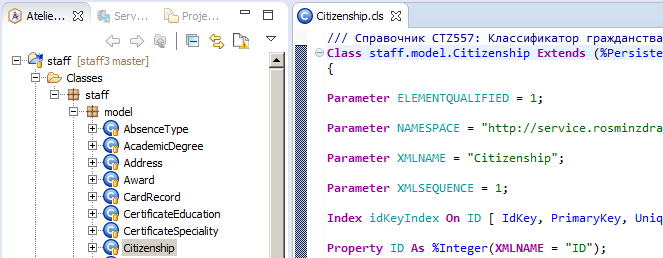 Atelie...
Serv...
Proje...
staff [staff3 master]
Classes
staff
model
AbsenceType
AcademicDegree
Address
Award
CardRecord
CertificateEducation
CertificateSpeciality
Citizenship
Citizenship.cls
/// Справочник CTZ557: Классификатор гражданства
Class staff.model.Citizenship Extends (%Persiste
{
Parameter ELEMENTQUALIFIED = 1;
Parameter NAMESPACE = "http://service.rosminzdra
Parameter XMLNAME = "Citizenship";
Parameter XMLSEQUENCE = 1;
Index idKeyIndex On ID [ IdKey, PrimaryKey, Uniq
Property ID As %Integer(XMLNAME = "ID");